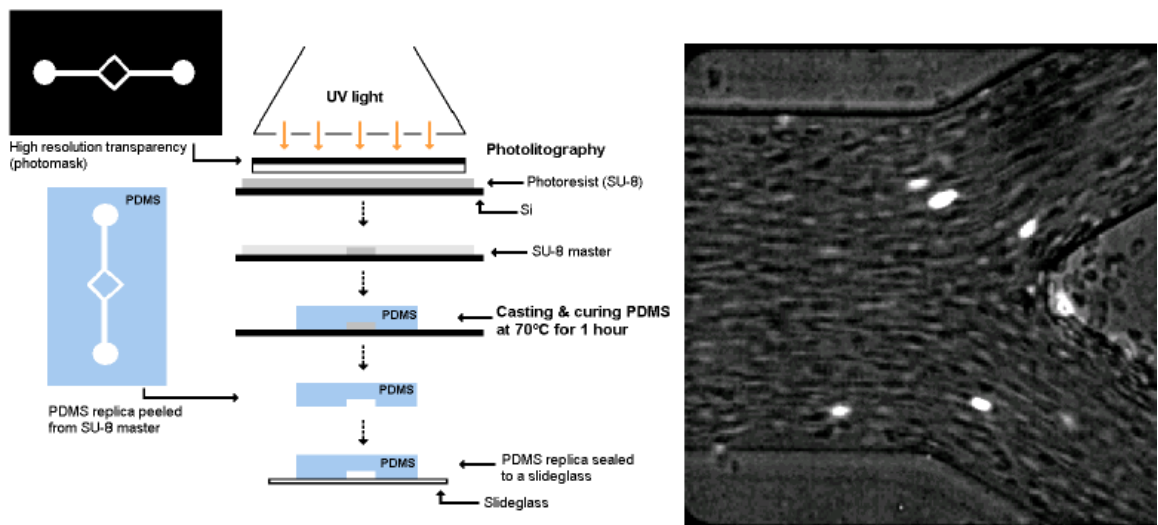 High resolution transparency
(photomask)
UV light
Photolitography
Photoresist (SU-8)
Si
PDMS
SU-8 master
PDMS
Casting & curing PDMS
at 70ºC for 1 hour
PDMS
PDMS replica peeled
from SU-8 master
PDMS
PDMS replica sealed
to a slideglass
Slideglass